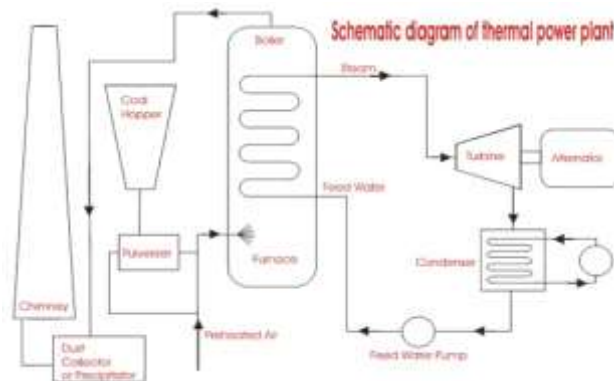 Schematic diagram of thermal power plant
Boiler
Steam
Coal
Hopper
Turbine
Alternator
Feed Water
Pulveriser
Furnace
Condenser
Chimney
Preheated Air
Dust
Collector
or Precipitator
Feed Water Pump